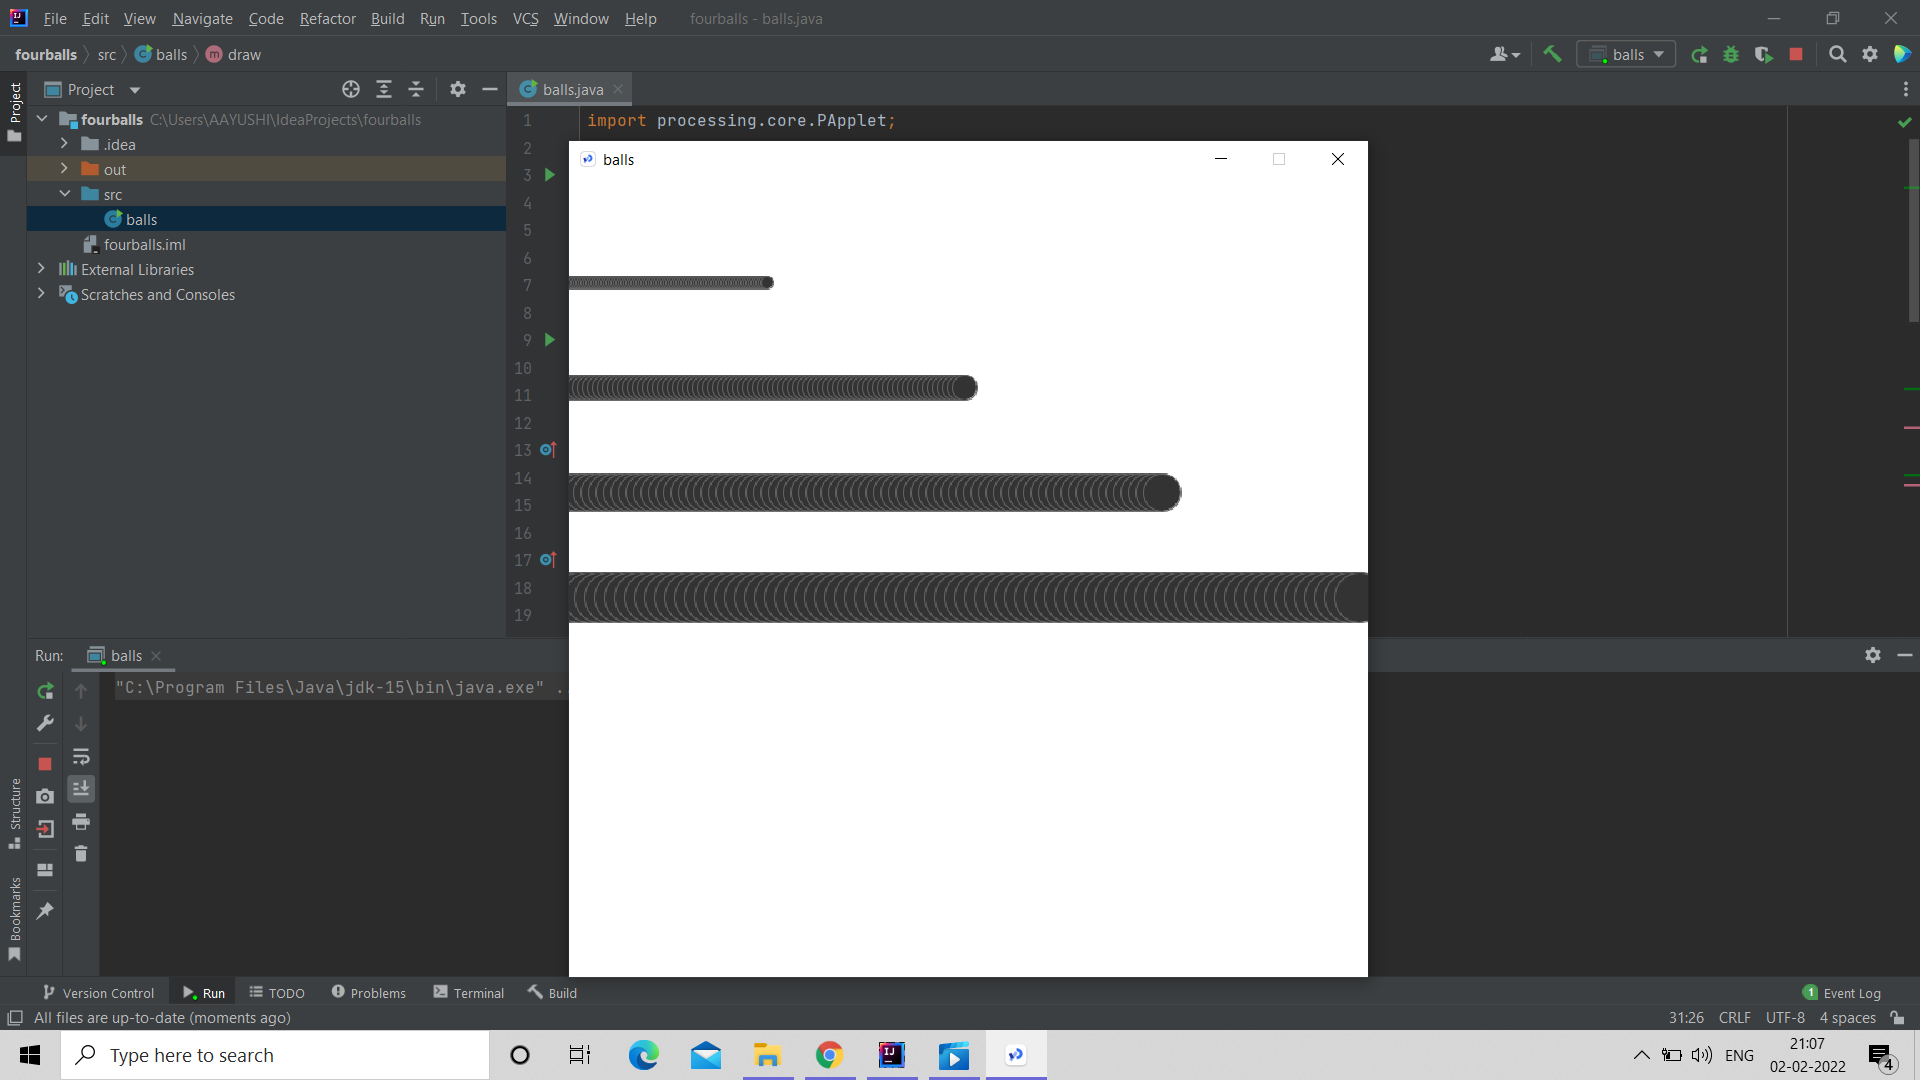 File Edit View Navigate Code Refactor Build Run Tools VCS Window Help fourballs - balls.java
fourballs src balls draw
balls
Project
Project
balls.java
fourballs C:\Users\AAYUSHI\IdeaProjects\fourballs
.idea
out
src
balls
fourballs.iml
External Libraries
Scratches and Consoles
1 import processing.core.PApplet;
2
3
4
5
6
7
8
9
10
11
12
13
14
15
16
17
18
19
balls
Run: balls
"C:\Program Files\Java\jdk-15\bin\java.exe" .
Structure
Bookmarks
Version Control Run TODO Problems Terminal Build 1 Event Log
All files are up-to-date (moments ago) 31:26 CRLF UTF-8 4 spaces
Type here to search
ENG 21:07
02-02-2022
4